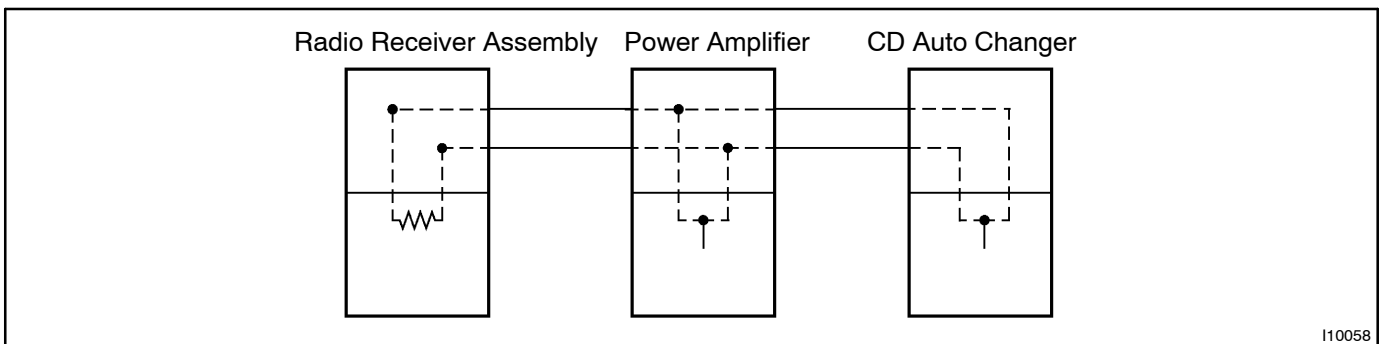 Radio Receiver Assembly Power Amplifier CD Auto Changer
I10058